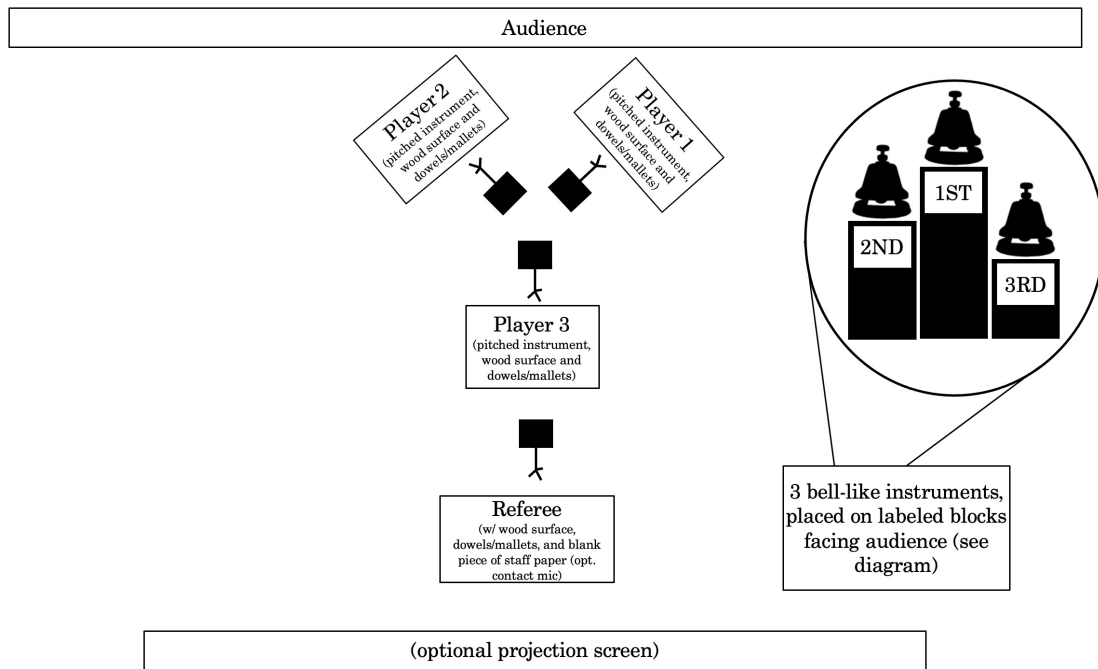 Audience
Player 2
(pitched instrument,
wood surface and
dowels/mallets)
Player 1
(pitched instrument,
wood surface and
dowels/mallets)
1ST
2ND
3RD
Player 3
(pitched instrument,
wood surface and
dowels/mallets)
3 bell-like instruments,
placed on labeled blocks
facing audience (see
diagram)
Referee
(w/ wood surface,
dowels/mallets, and blank
piece of staff paper (opt.
contact mic)
(optional projection screen)